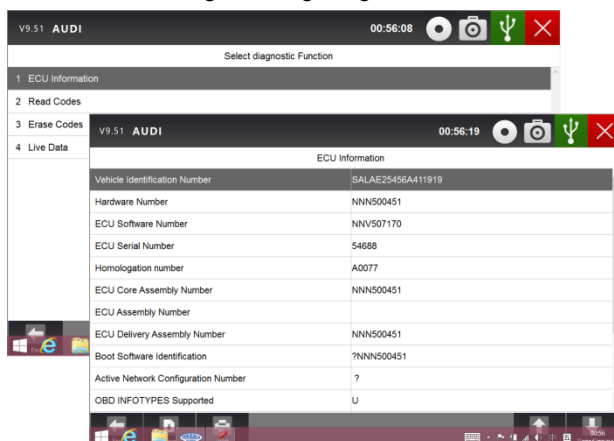 V9.51 AUDI 00:56:08
Select diagnostic Function
1 ECU Information
2 Read Codes
3 Erase Codes
4 Live Data
V9.51 AUDI 00:56:19
ECU Information
Vehicle Identification Number SALAE25456A411919
Hardware Number NNN500451
ECU Software Number NNV507170
ECU Serial Number 54688
Homologation number A0077
ECU Core Assembly Number NNN500451
ECU Assembly Number
ECU Delivery Assembly Number NNN500451
Boot Software Identification ?NNN500451
Active Network Configuration Number ?
OBD INFOTYPES Supported U
00:56